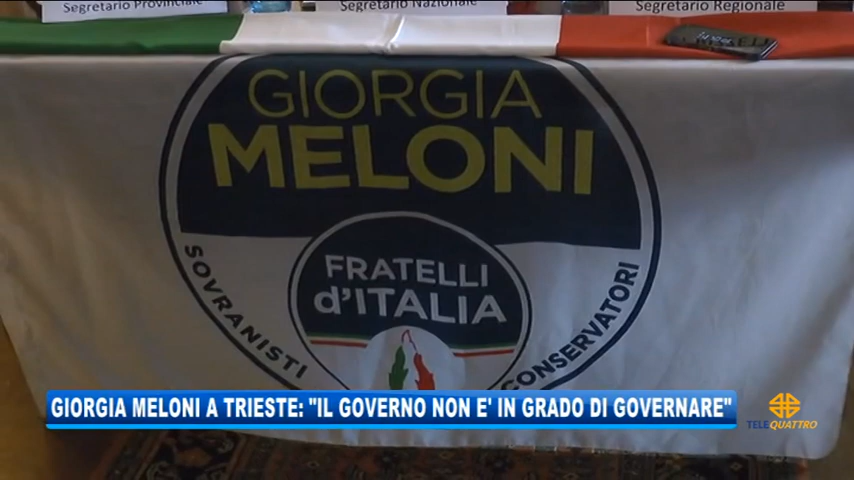 Segretario Provinciale
Segretario Nazionale
Segretario Regionale
GIORGIA
MELONI
SOVRANISTI
FRATELLI
d'ITALIA
CONSERVATORI
GIORGIA MELONI A TRIESTE: "IL GOVERNO NON E' IN GRADO DI GOVERNARE"
TELEQUATTRO